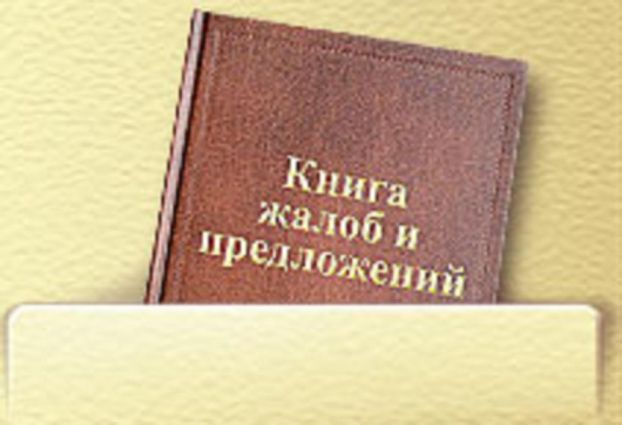 Книга
жалоб и
предложений